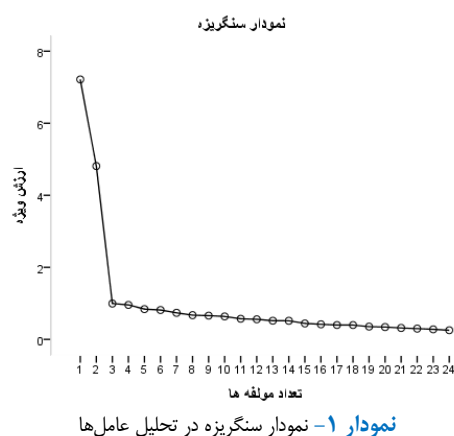 نمودار سنگریزه
ارزش ویژه
8
6
4
2
0
1 2 3 4 5 6 7 8 9 10 11 12 13 14 15 16 17 18 19 20 21 22 23 24
تعداد مولفه ها
نمودار ۱- نمودار سنگریزه در تحلیل عامل‌ها